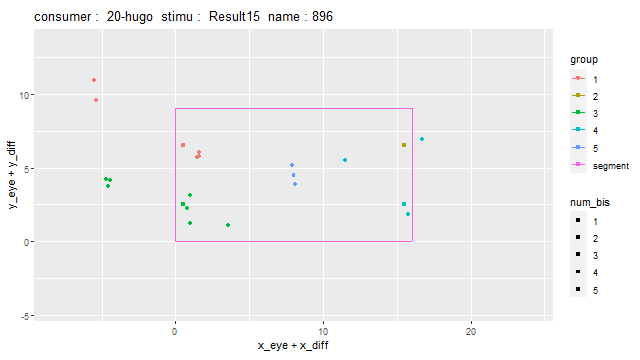 consumer :  20-hugo  stimu :  Result15  name : 896
y_eye + y_diff
10
5
0
-5
0
10
20
x_eye + x_diff
group
1
2
3
4
5
segment
num_bis
1
2
3
4
5